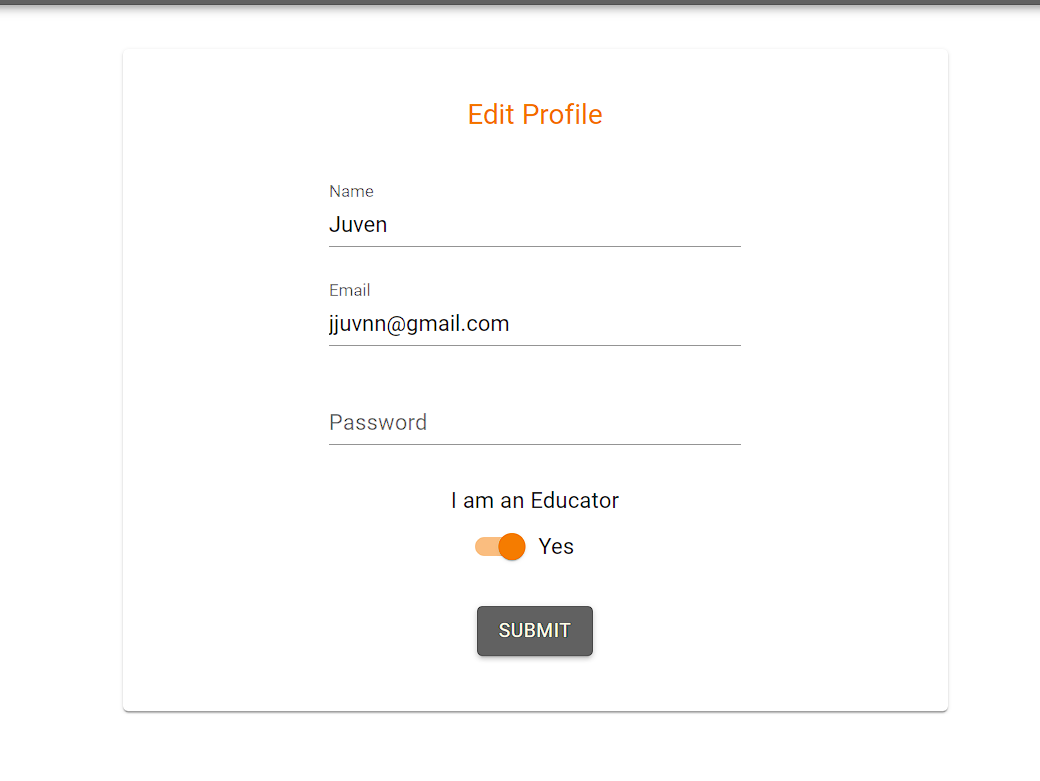 Edit Profile
Name
Juven
Email
jjuvnn@gmail.com
Password
I am an Educator
Yes
SUBMIT